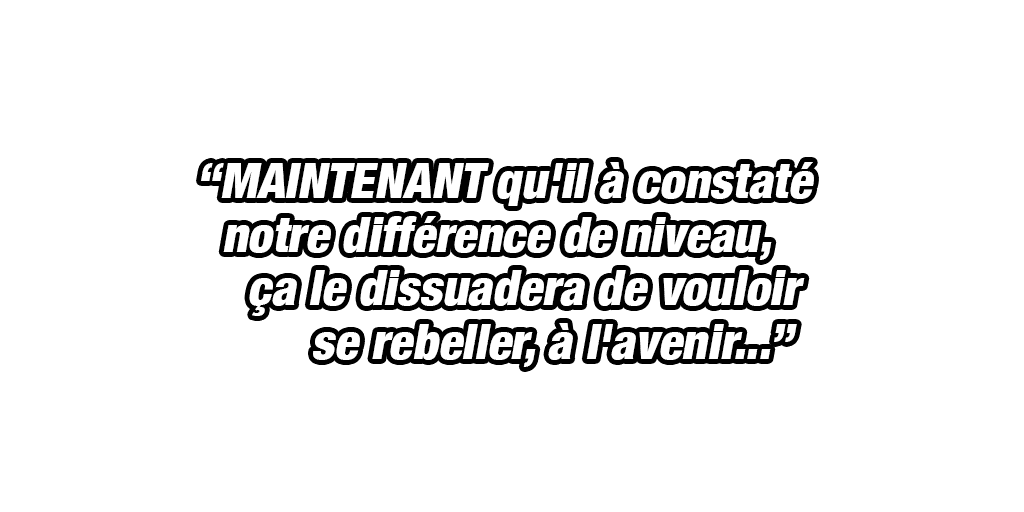 “MAINTENANT qu'il à constaté
notre différence de niveau,
ça le dissuadera de vouloir
se rebeller, à l'avenir...”